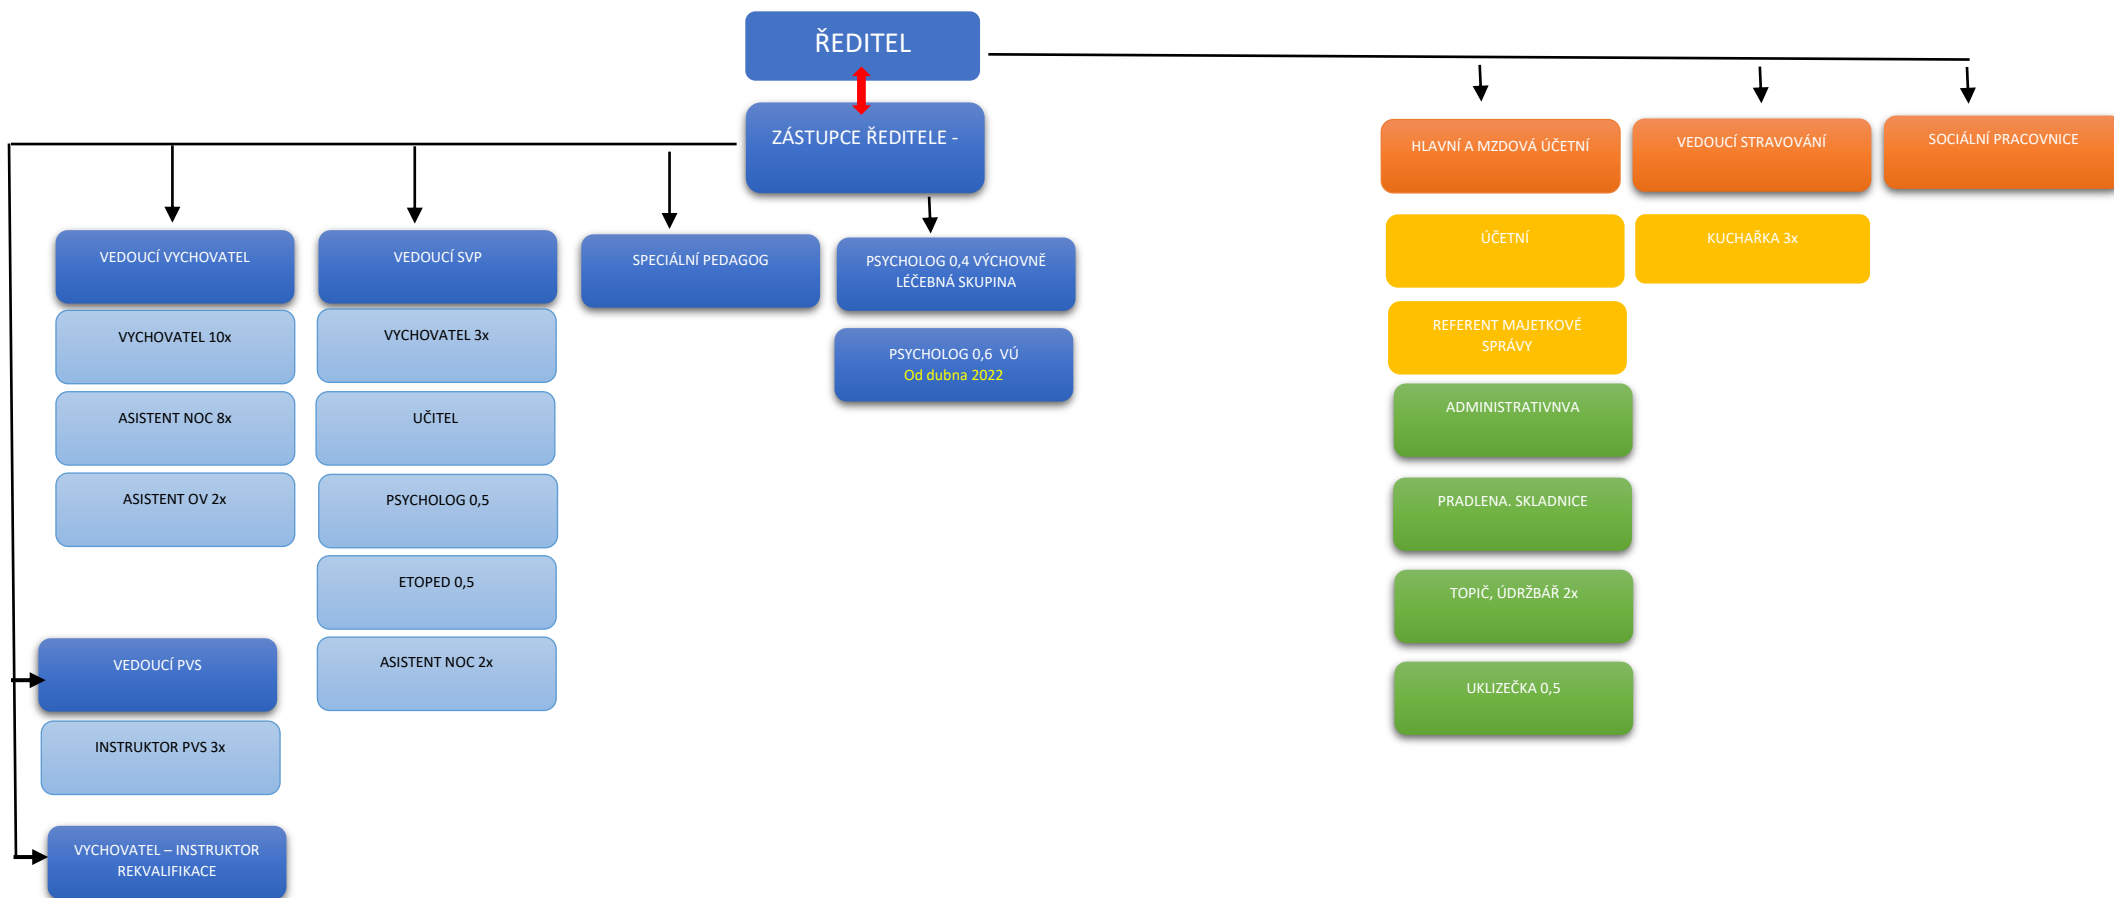 ŘEDITEL
ZÁSTUPCE ŘEDITELE -
HLAVNÍ A MZDOVÁ ÚČETNÍ
VEDOUCÍ STRAVOVÁNÍ
SOCIÁLNÍ PRACOVNICE
VEDOUCÍ VYCHOVATEL
VEDOUCÍ SVP
SPECIÁLNÍ PEDAGOG
PSYCHOLOG 0,4 VÝCHOVNĚ
LÉČEBNÁ SKUPINA
ÚČETNÍ
KUCHAŘKA 3x
VYCHOVATEL 10x
VYCHOVATEL 3x
PSYCHOLOG 0,6 VÚ
Od dubna 2022
REFERENT MAJETKOVÉ
SPRÁVY
ASISTENT NOC 8x
UČITEL
ADMINISTRATIVNVA
ASISTENT OV 2x
PSYCHOLOG 0,5
PRADLENA. SKLADNICE
ETOPED 0,5
TOPIČ, ÚDRŽBÁŘ 2x
VEDOUCÍ PVS
ASISTENT NOC 2x
UKLIZEČKA 0,5
INSTRUKTOR PVS 3x
VYCHOVATEL – INSTRUKTOR
REKVALIFIKACE